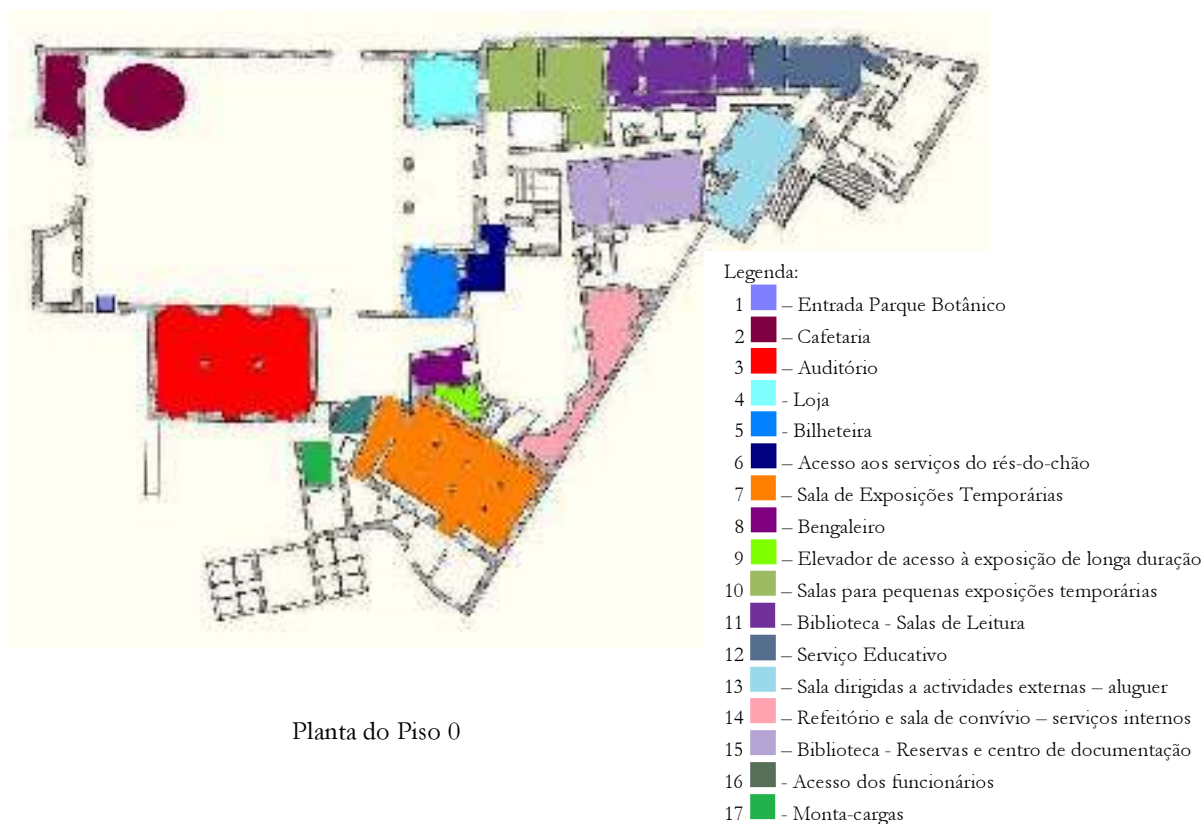 Legenda:
1 – Entrada Parque Botânico
2 – Cafetaria
3 – Auditório
4 - Loja
5 - Bilheteira
6 – Acesso aos serviços do rés-do-chão
7 – Sala de Exposições Temporárias
8 – Bengaleiro
9 – Elevador de acesso à exposição de longa duração
10 – Salas para pequenas exposições temporárias
11 – Biblioteca - Salas de Leitura
12 – Serviço Educativo
13 – Sala dirigidas a actividades externas – aluguer
14 – Refeitório e sala de convívio – serviços internos
15 – Biblioteca - Reservas e centro de documentação
16 - Acesso dos funcionários
17 - Monta-cargas
Planta do Piso 0